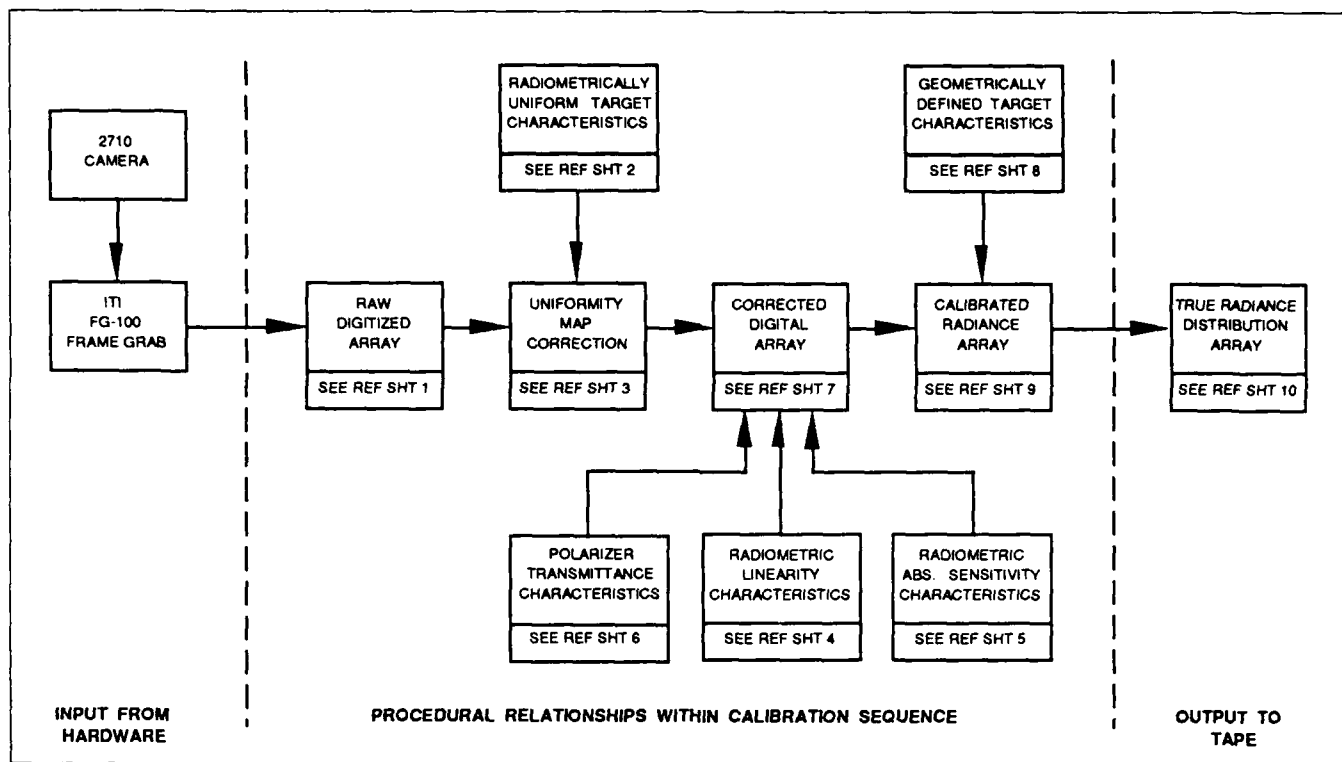 2710
CAMERA
ITI
FG-100
FRAME GRAB
RADIOMETRICALLY
UNIFORM TARGET
CHARACTERISTICS
SEE REF SHT 2
GEOMETRICALLY
DEFINED TARGET
CHARACTERISTICS
SEE REF SHT 8
RAW
DIGITIZED
ARRAY
SEE REF SHT 1
UNIFORMITY
MAP
CORRECTION
SEE REF SHT 3
CORRECTED
DIGITAL
ARRAY
SEE REF SHT 7
CALIBRATED
RADIANCE
ARRAY
SEE REF SHT 9
TRUE RADIANCE
DISTRIBUTION
ARRAY
SEE REF SHT 10
POLARIZER
TRANSMITTANCE
CHARACTERISTICS
SEE REF SHT 6
RADIOMETRIC
LINEARITY
CHARACTERISTICS
SEE REF SHT 4
RADIOMETRIC
ABS. SENSITIVITY
CHARACTERISTICS
SEE REF SHT 5
INPUT FROM
HARDWARE
PROCEDURAL RELATIONSHIPS WITHIN CALIBRATION SEQUENCE
OUTPUT TO
TAPE